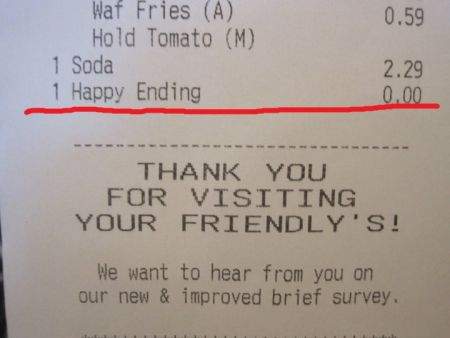 Waf Fries (A) 0.59
Hold Tomato (M)
1 Soda 2.29
1 Happy Ending 0.00
--------------------------------
THANK YOU
FOR VISITING
YOUR FRIENDLY'S!
We want to hear from you on
our new & improved brief survey.
********************************